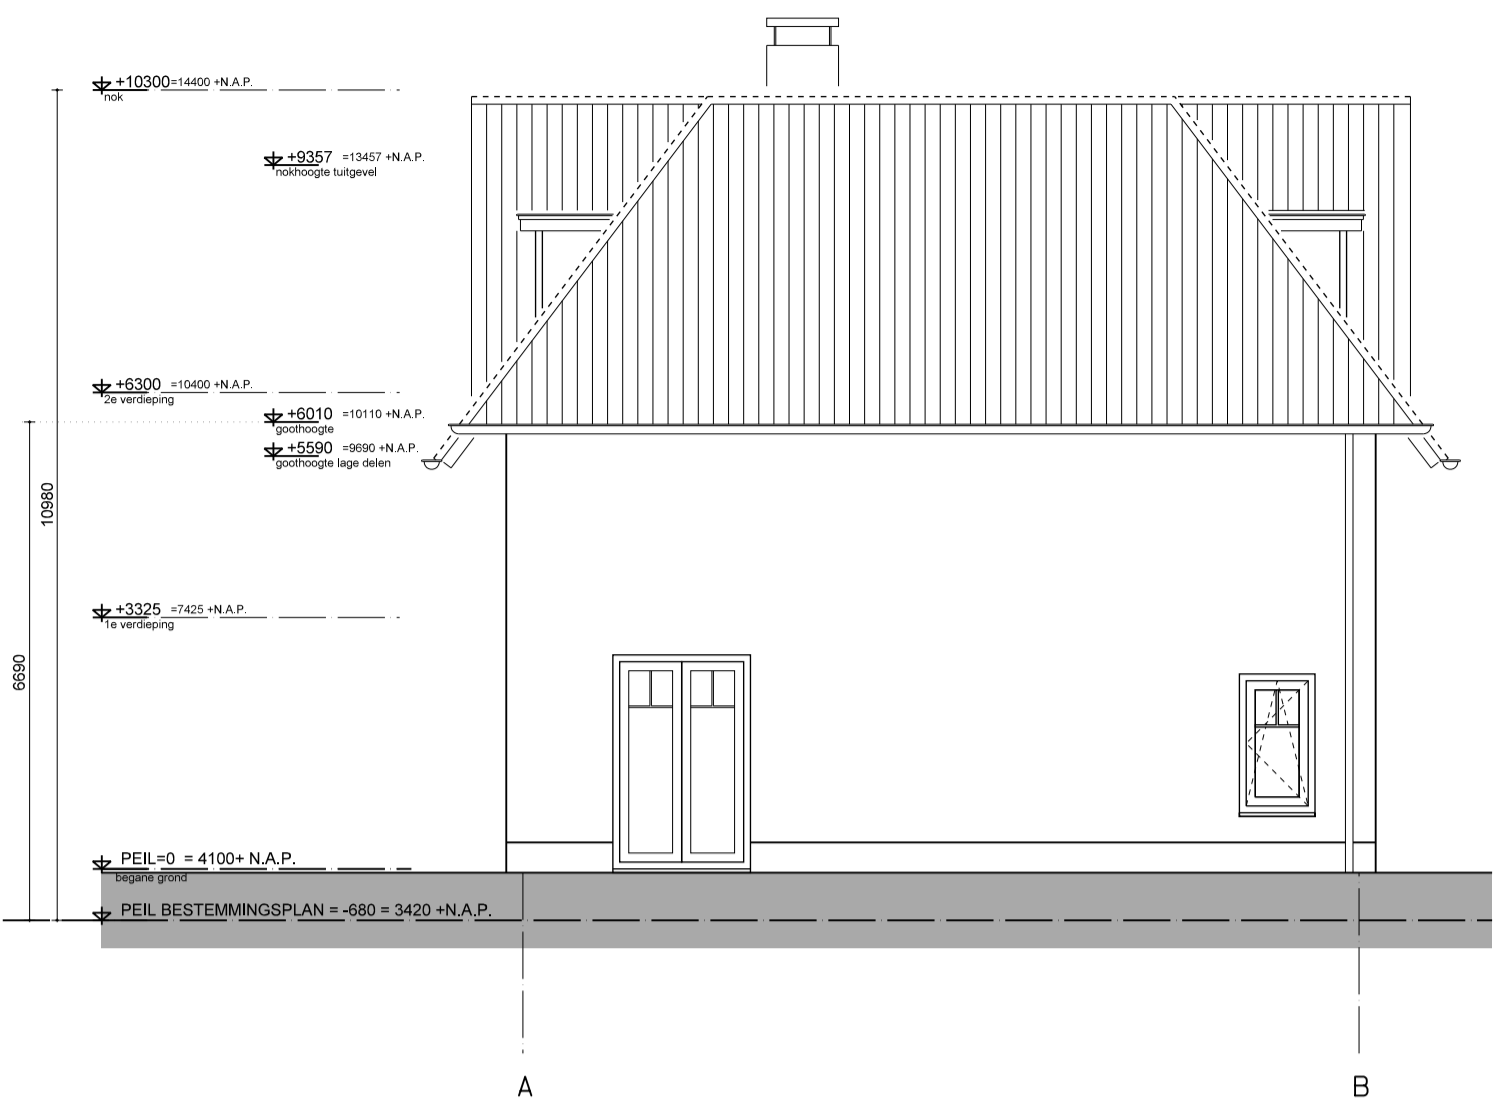 +10300=14400 +N.A.P.
nok
+9357 =13457 +N.A.P.
nokhoogte tuitgevel
+6300 =10400 +N.A.P.
2e verdieping
+6010 =10110 +N.A.P.
goothoogte
+5590 =9690 +N.A.P.
goothoogte lage delen
10980
+3325 =7425 +N.A.P.
1e verdieping
6690
PEIL=0 = 4100+ N.A.P.
begane grond
PEIL BESTEMMINGSPLAN = -680 = 3420 +N.A.P.
A B